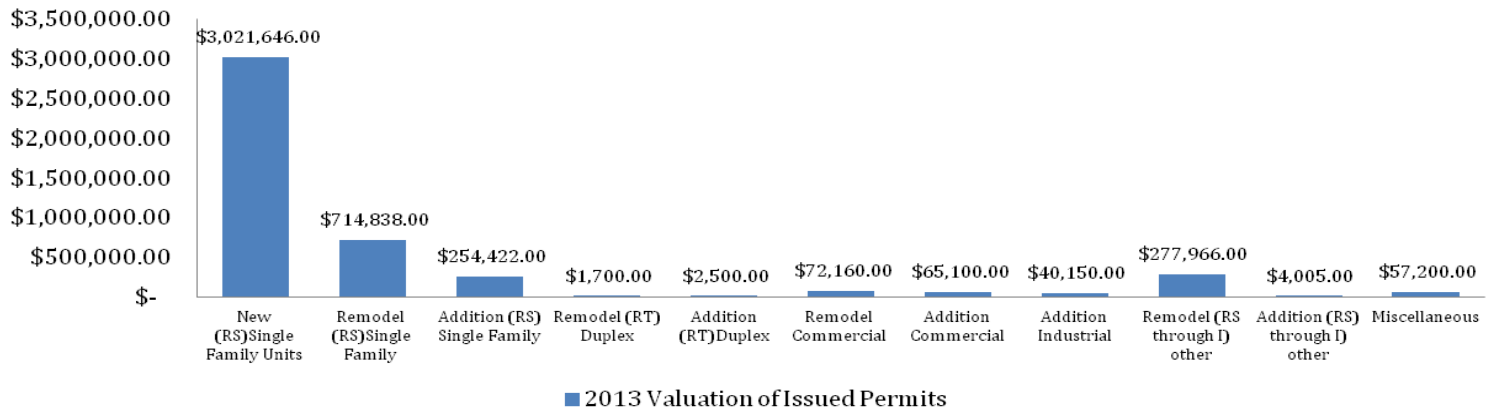 $3,500,000.00
$3,000,000.00
$2,500,000.00
$2,000,000.00
$1,500,000.00
$1,000,000.00
$500,000.00
$-
$3,021,646.00
$714,838.00
$254,422.00
$1,700.00
$2,500.00
$72,160.00
$65,100.00
$40,150.00
$277,966.00
$4,005.00
$57,200.00
New
(RS)Single
Family Units
Remodel
(RS)Single
Family
Addition (RS)
Single Family
Remodel (RT)
Duplex
Addition
(RT)Duplex
Remodel
Commercial
Addition
Commercial
Addition
Industrial
Remodel (RS
through I)
other
Addition (RS)
through I)
other
Miscellaneous
2013 Valuation of Issued Permits